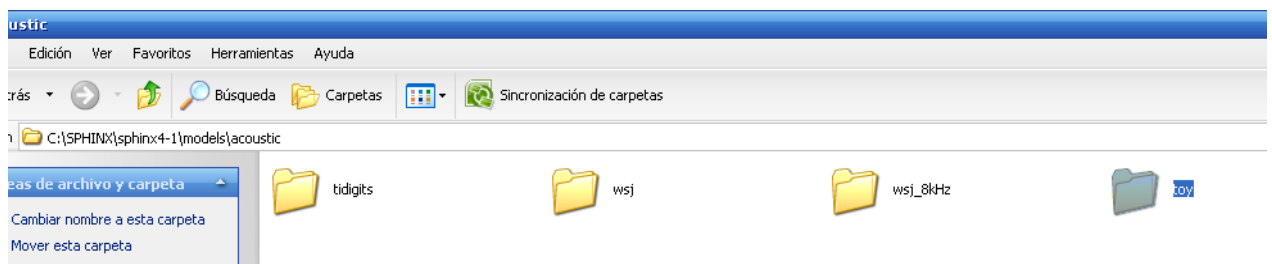 ustic
Edición Ver Favoritos Herramientas Ayuda
trás Búsqueda Carpetas Sincronización de carpetas
n C:\SPHINX\sphinx4-1\models\acoustic
eas de archivo y carpeta
tidigits wsj wsj_8kHz toy
Cambiar nombre a esta carpeta
Mover esta carpeta